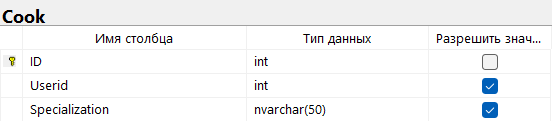 Cook
Имя столбца Тип данных Разрешить знач...
ID int
Userid int
Specialization nvarchar(50)